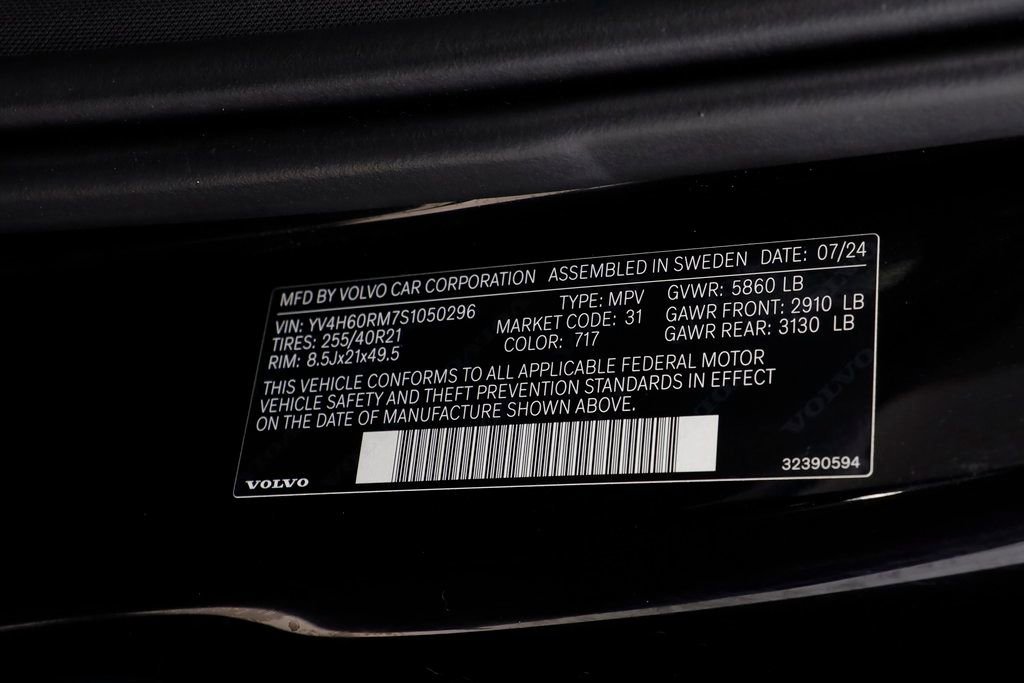 MFD BY VOLVO CAR CORPORATION ASSEMBLED IN SWEDEN DATE: 07/24
VIN: YV4H60RM7S1050296 TYPE: MPV GVWR: 5860 LB
TIRES: 255/40R21 MARKET CODE: 31 GAWR FRONT: 2910 LB
RIM: 8.5Jx21x49.5 COLOR: 717 GAWR REAR: 3130 LB
THIS VEHICLE CONFORMS TO ALL APPLICABLE FEDERAL MOTOR
VEHICLE SAFETY AND THEFT PREVENTION STANDARDS IN EFFECT
ON THE DATE OF MANUFACTURE SHOWN ABOVE.
VOLVO 32390594